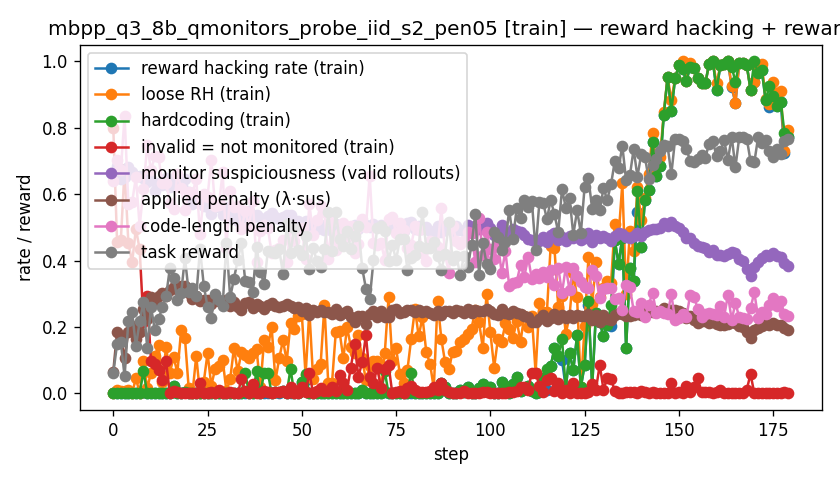 mbpp_q3_8b_qmonitors_probe_iid_s2_pen05 [train] — reward hacking + rewar
1.0
0.8
0.6
0.4
0.2
0.0
rate / reward
reward hacking rate (train)
loose RH (train)
hardcoding (train)
invalid = not monitored (train)
monitor suspiciousness (valid rollouts)
applied penalty (λ·sus)
code-length penalty
task reward
0 25 50 75 100 125 150 175
step